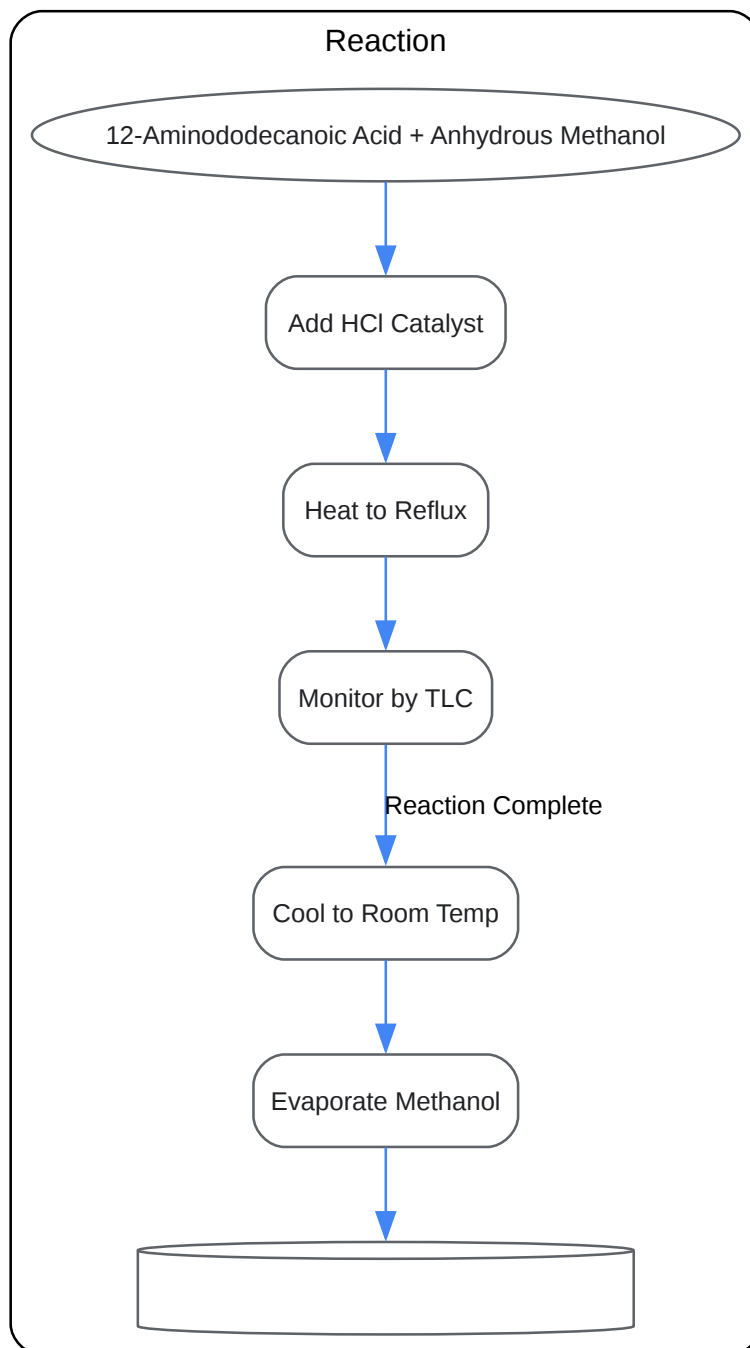 Reaction
12-Aminododecanoic Acid + Anhydrous Methanol
Add HCl Catalyst
Heat to Reflux
Monitor by TLC
Reaction Complete
Cool to Room Temp
Evaporate Methanol